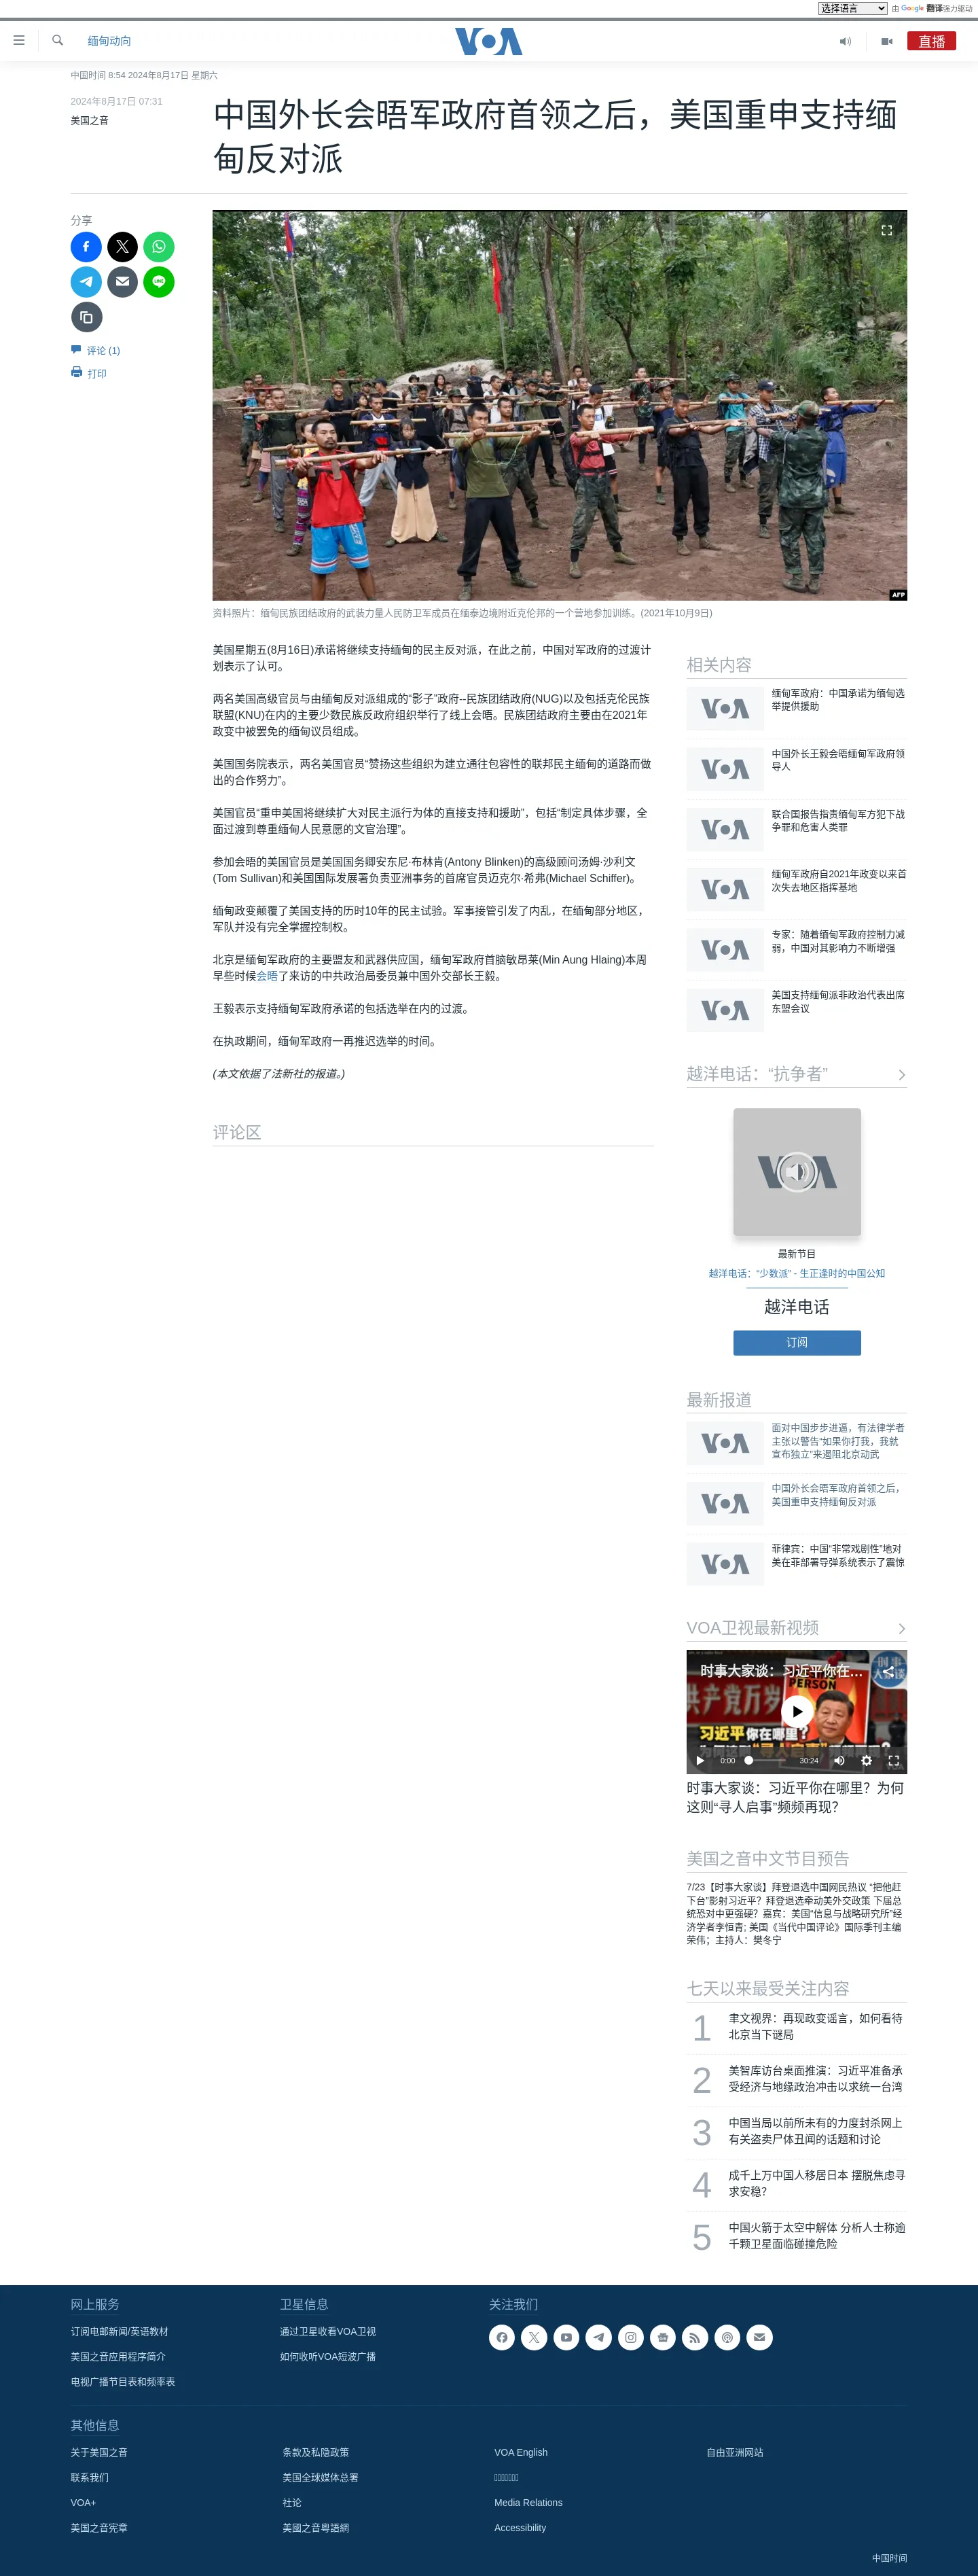 选择语言
由 Google 翻译强力驱动
缅甸动向
VOA
直播
中国时间 8:54 2024年8月17日 星期六
2024年8月17日 07:31
美国之音
中国外长会晤军政府首领之后，美国重申支持缅
甸反对派
分享
评论 (1)
打印
AFP
资料照片：缅甸民族团结政府的武装力量人民防卫军成员在缅泰边境附近克伦邦的一个营地参加训练。(2021年10月9日)
美国星期五(8月16日)承诺将继续支持缅甸的民主反对派，在此之前，中国对军政府的过渡计
划表示了认可。
两名美国高级官员与由缅甸反对派组成的“影子”政府--民族团结政府(NUG)以及包括克伦民族
联盟(KNU)在内的主要少数民族反政府组织举行了线上会晤。民族团结政府主要由在2021年
政变中被罢免的缅甸议员组成。
美国国务院表示，两名美国官员“赞扬这些组织为建立通往包容性的联邦民主缅甸的道路而做
出的合作努力”。
美国官员“重申美国将继续扩大对民主派行为体的直接支持和援助”，包括“制定具体步骤，全
面过渡到尊重缅甸人民意愿的文官治理”。
参加会晤的美国官员是美国国务卿安东尼·布林肯(Antony Blinken)的高级顾问汤姆·沙利文
(Tom Sullivan)和美国国际发展署负责亚洲事务的首席官员迈克尔·希弗(Michael Schiffer)。
缅甸政变颠覆了美国支持的历时10年的民主试验。军事接管引发了内乱，在缅甸部分地区，
军队并没有完全掌握控制权。
北京是缅甸军政府的主要盟友和武器供应国，缅甸军政府首脑敏昂莱(Min Aung Hlaing)本周
早些时候会晤了来访的中共政治局委员兼中国外交部长王毅。
王毅表示支持缅甸军政府承诺的包括选举在内的过渡。
在执政期间，缅甸军政府一再推迟选举的时间。
(本文依据了法新社的报道。)
评论区
相关内容
VOA
缅甸军政府：中国承诺为缅甸选
举提供援助
VOA
中国外长王毅会晤缅甸军政府领
导人
VOA
联合国报告指责缅甸军方犯下战
争罪和危害人类罪
VOA
缅甸军政府自2021年政变以来首
次失去地区指挥基地
VOA
专家：随着缅甸军政府控制力减
弱，中国对其影响力不断增强
VOA
美国支持缅甸派非政治代表出席
东盟会议
越洋电话：“抗争者”
VOA
最新节目
越洋电话：“少数派” - 生正逢时的中国公知
越洋电话
订阅
最新报道
VOA
面对中国步步进逼，有法律学者
主张以警告“如果你打我，我就
宣布独立”来遏阻北京动武
VOA
中国外长会晤军政府首领之后，
美国重申支持缅甸反对派
VOA
菲律宾：中国“非常戏剧性”地对
美在菲部署导弹系统表示了震惊
VOA卫视最新视频
时事大家谈：习近平你在…
PERSON
习近平你在哪里？
0:00
30:24
时事大家谈：习近平你在哪里？为何
这则“寻人启事”频频再现？
美国之音中文节目预告
7/23【时事大家谈】拜登退选中国网民热议 “把他赶
下台”影射习近平？拜登退选牵动美外交政策 下届总
统恐对中更强硬？嘉宾：美国“信息与战略研究所”经
济学者李恒青; 美国《当代中国评论》国际季刊主编
荣伟；主持人：樊冬宁
七天以来最受关注内容
1
聿文视界：再现政变谣言，如何看待
北京当下谜局
2
美智库访台桌面推演：习近平准备承
受经济与地缘政治冲击以求统一台湾
3
中国当局以前所未有的力度封杀网上
有关盗卖尸体丑闻的话题和讨论
4
成千上万中国人移居日本 摆脱焦虑寻
求安稳？
5
中国火箭于太空中解体 分析人士称逾
千颗卫星面临碰撞危险
网上服务
订阅电邮新闻/英语教材
美国之音应用程序简介
电视广播节目表和频率表
卫星信息
通过卫星收看VOA卫视
如何收听VOA短波广播
关注我们
其他信息
关于美国之音
条款及私隐政策
VOA English
自由亚洲网站
联系我们
美国全球媒体总署
VOA+
社论
Media Relations
美国之音宪章
美國之音粵語網
Accessibility
中国时间